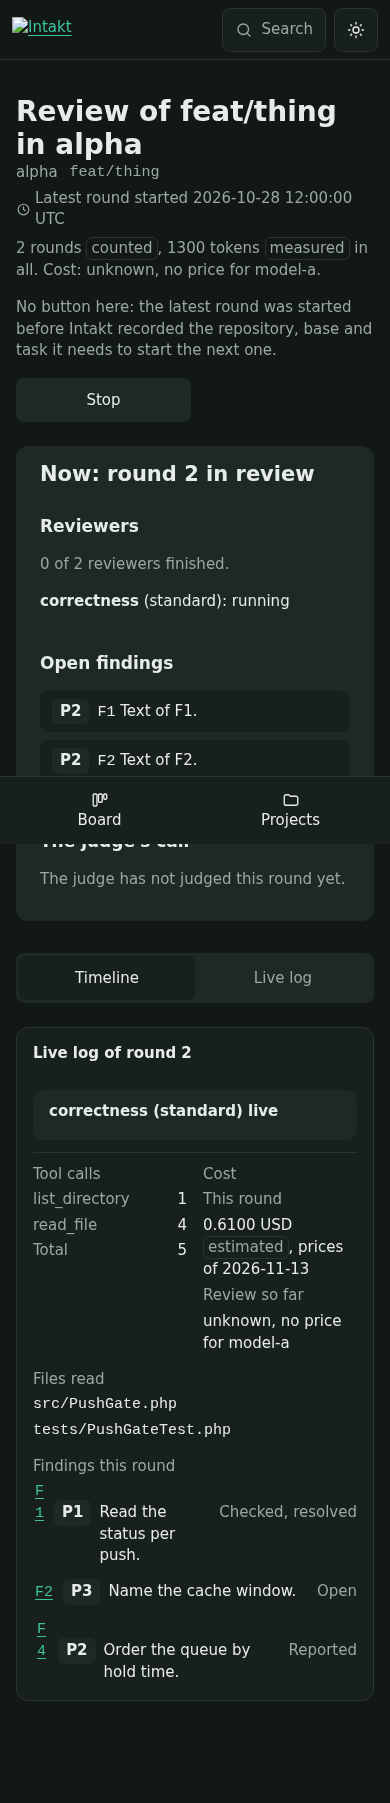 Intakt
Search
Review of feat/thing
in alpha
alpha feat/thing
Latest round started 2026-10-28 12:00:00
UTC
2 rounds counted, 1300 tokens measured in
all. Cost: unknown, no price for model-a.
No button here: the latest round was started
before Intakt recorded the repository, base and
task it needs to start the next one.
Stop
Now: round 2 in review
Reviewers
0 of 2 reviewers finished.
correctness (standard): running
Open findings
P2 F1 Text of F1.
P2 F2 Text of F2.
Board
Projects
The judge's call
The judge has not judged this round yet.
Timeline
Live log
Live log of round 2
correctness (standard) live
Tool calls
list_directory 1
read_file 4
Total 5
Cost
This round
0.6100 USD
estimated, prices
of 2026-11-13
Review so far
unknown, no price
for model-a
Files read
src/PushGate.php
tests/PushGateTest.php
Findings this round
F
1 P1 Read the Checked, resolved
status per
push.
F2 P3 Name the cache window. Open
F
4 P2 Order the queue by Reported
hold time.